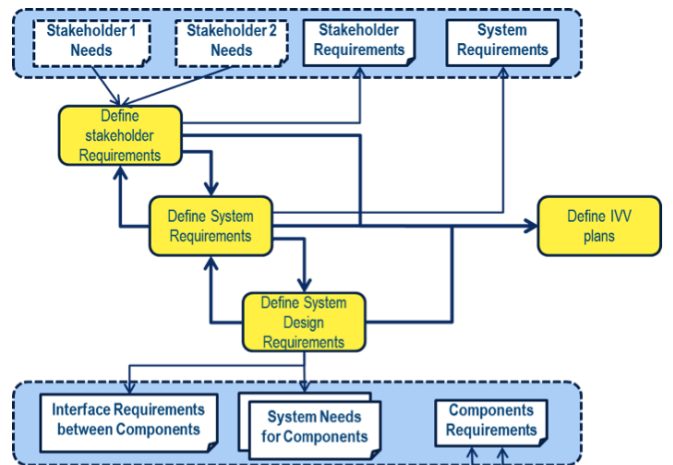 Stakeholder 1
Needs
Stakeholder 2
Needs
Stakeholder
Requirements
System
Requirements
Define
stakeholder
Requirements
Define System
Requirements
Define IVV
plans
Define System
Design
Requirements
Interface Requirements
between Components
System Needs
for Components
Components
Requirements